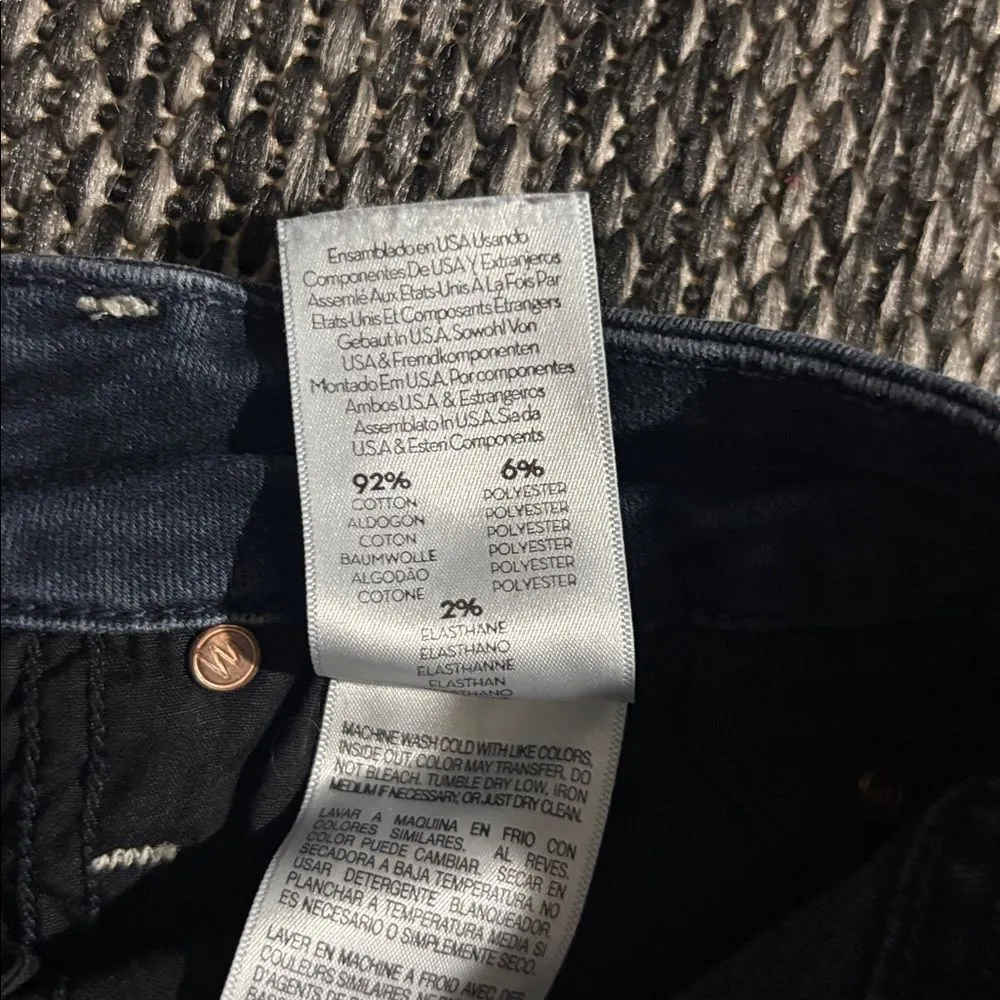 Ensamblado en USA Usando
Componentes De USA Y Extranjeros
Assemlé Aux Etats-Unis A La Fois Par
Etats-Unis Et Composants Etrangers
Gebaut in U.S.A. Sowohl Von
USA & Fremdkomponenten
Montado Em U.S.A. Por componentes
Ambos U.S.A & Estrangeiros
Assemblato In U.S.A. Sia da
U.S.A & Esteri Components
92%
COTTON
ALDOGON
COTON
BAUMWOLLE
ALGODÃO
COTONE
6%
POLYESTER
POLYESTER
POLYESTER
POLYESTER
POLYESTER
POLYESTER
2%
ELASTHANE
ELASTHANO
ELASTHANNE
ELASTHAN
ELASTHANO
W
MACHINE WASH COLD WITH LIKE COLORS,
INSIDE OUT, COLOR MAY TRANSFER, DO
NOT BLEACH. TUMBLE DRY LOW, IRON
MEDIUM IF NECESSARY, OR JUST DRY CLEAN.
LAVAR A MAQUINA EN FRIO CON
COLORES SIMILARES. AL REVES.
COLOR PUEDE CAMBIAR. SECAR EN
SECADORA A BAJA TEMPERATURA. NO
USAR DETERGENTE BLANQUEADOR
PLANCHAR A TEMPERATURA MEDIA SI
ES NECESARIO O SIMPLEMENTE SECO.
LAVER EN MACHINE A FROID AVEC DES
COULEURS SIMILAIRES
D'AGENTS DE